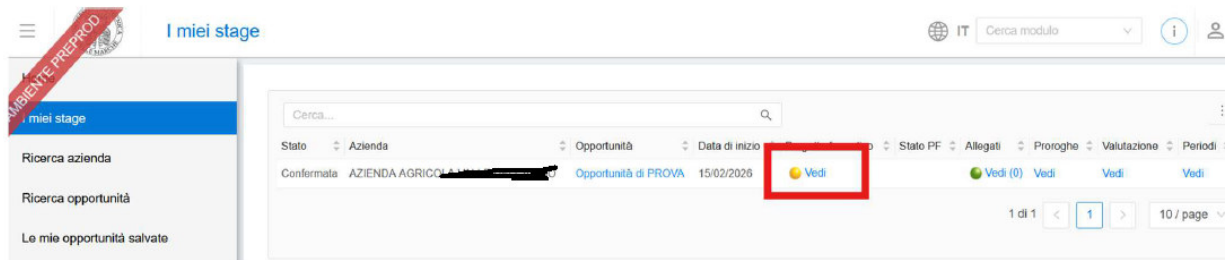 I miei stage
IT Cerca modulo
AMBIENTE PREPROD
Home
I miei stage
Ricerca azienda
Ricerca opportunità
Le mie opportunità salvate
Cerca...
Stato Azienda Opportunità Data di inizio Stato PF Allegati Proroghe Valutazione Periodi
Confermata AZIENDA AGRICOLA Opportunità di PROVA 15/02/2026 Vedi Vedi (0) Vedi Vedi Vedi
1 di 1 < 1 > 10 / page